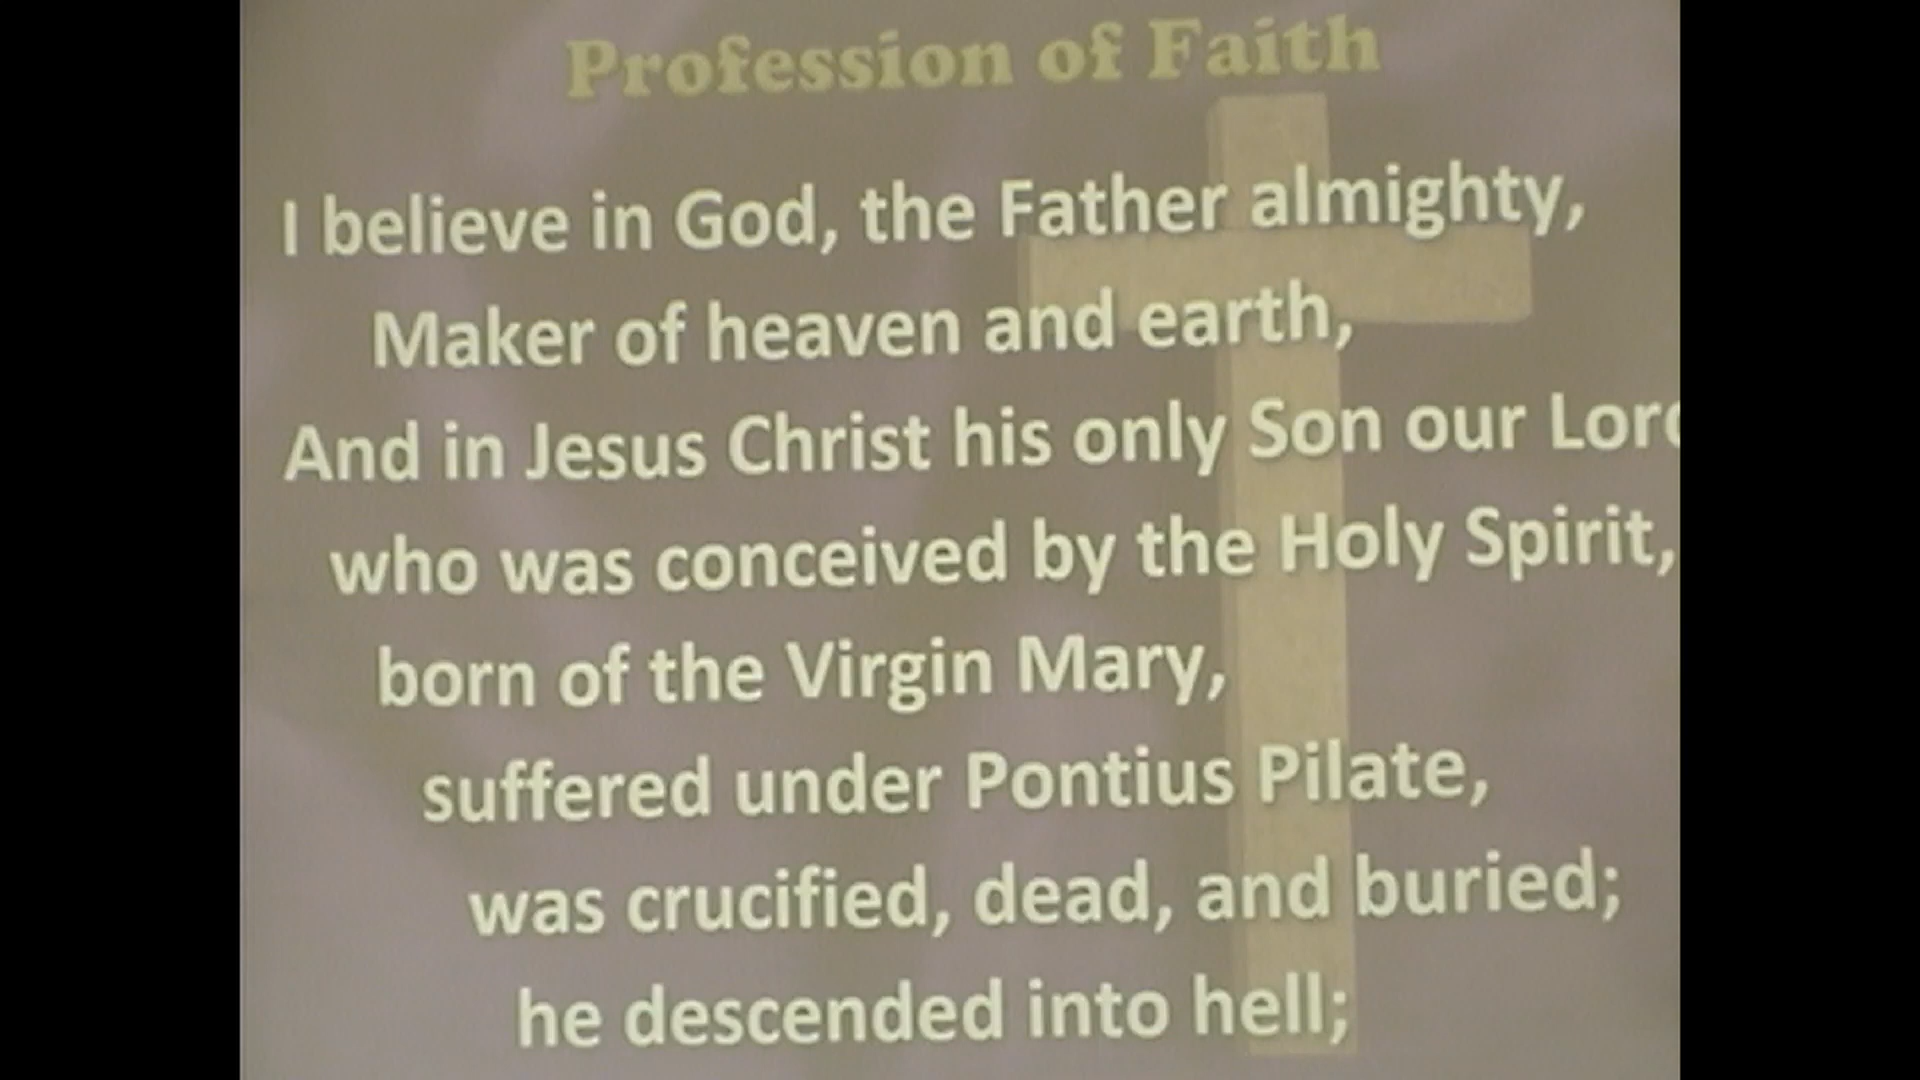 Profession of Faith
I believe in God, the Father almighty,
Maker of heaven and earth,
And in Jesus Christ his only Son our Lord
who was conceived by the Holy Spirit,
born of the Virgin Mary,
suffered under Pontius Pilate,
was crucified, dead, and buried;
he descended into hell;